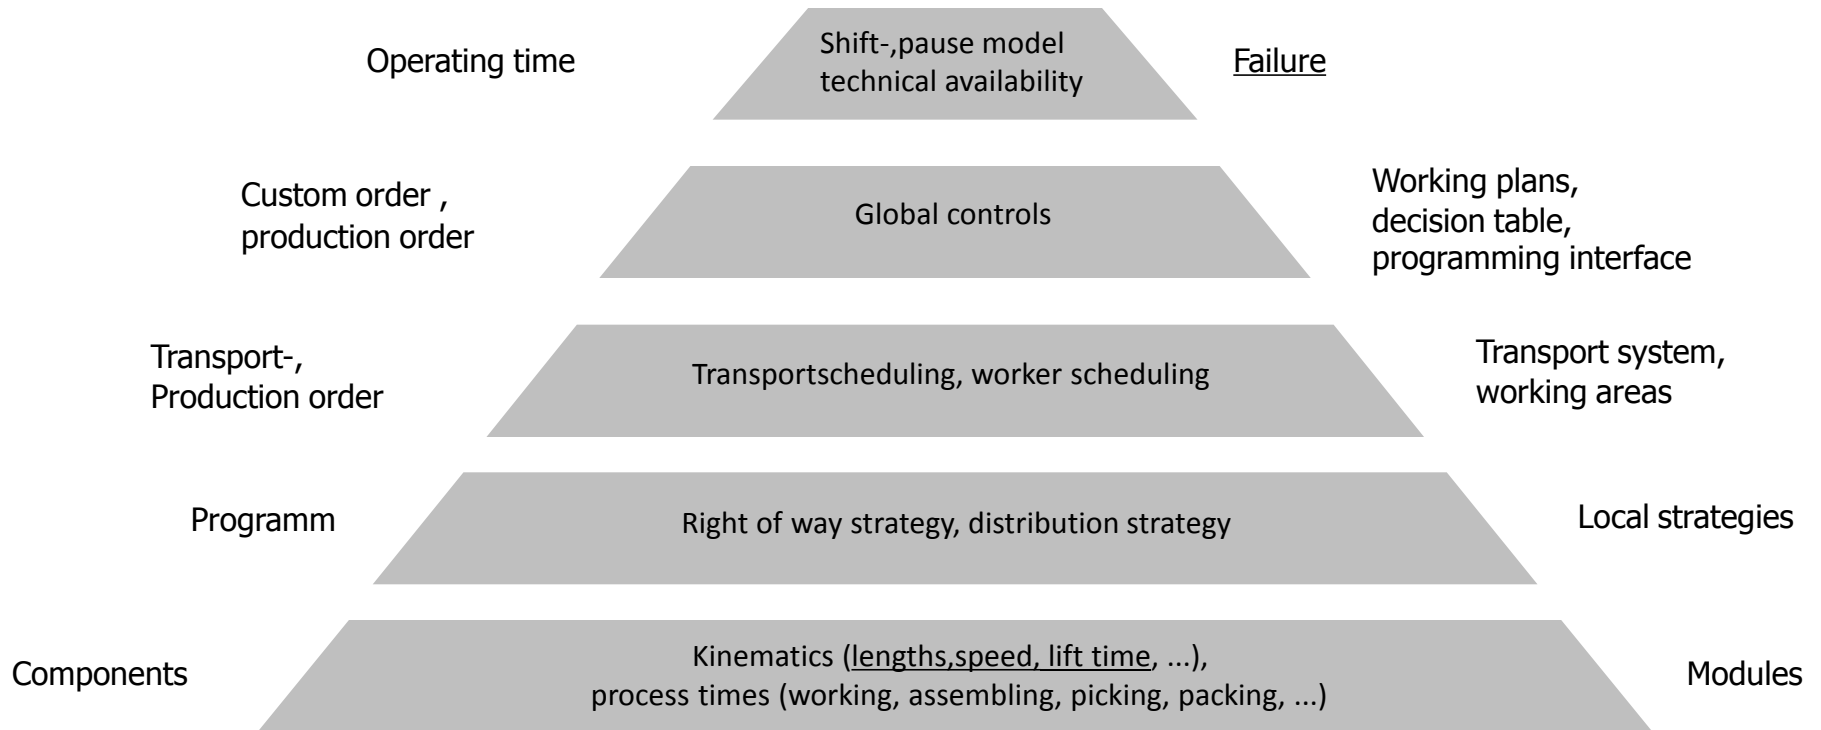 Operating time
Shift-,pause model
technical availability
Failure
Custom order ,
production order
Global controls
Working plans,
decision table,
programming interface
Transport-,
Production order
Transportscheduling, worker scheduling
Transport system,
working areas
Programm
Right of way strategy, distribution strategy
Local strategies
Components
Kinematics (lengths,speed, lift time, ...),
process times (working, assembling, picking, packing, ...)
Modules